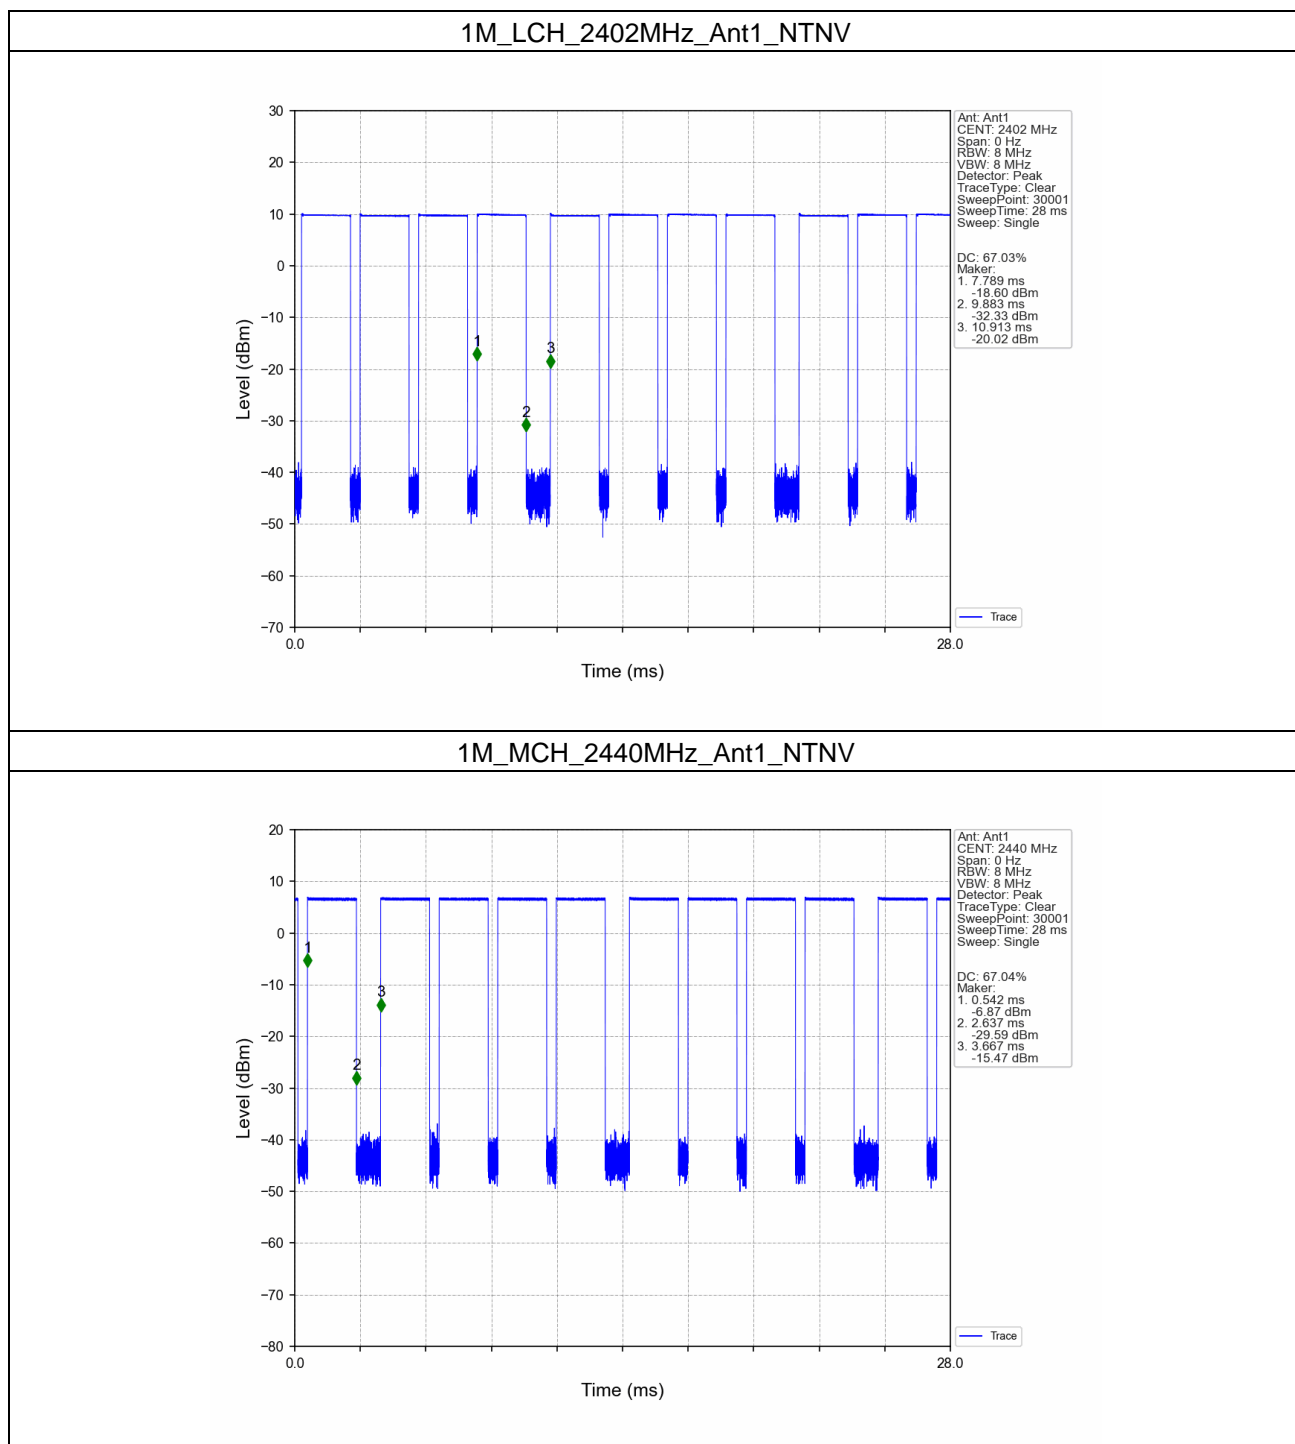 1M_LCH_2402MHz_Ant1_NTNV
30
20
10
0
−10
−20
−30
−40
−50
−60
−70
Level (dBm)
0.0
28.0
Time (ms)
1
2
3
Ant: Ant1
CENT: 2402 MHz
Span: 0 Hz
RBW: 8 MHz
VBW: 8 MHz
Detector: Peak
TraceType: Clear
SweepPoint: 30001
SweepTime: 28 ms
Sweep: Single
DC: 67.03%
Maker:
1. 7.789 ms
-18.60 dBm
2. 9.883 ms
-32.33 dBm
3. 10.913 ms
-20.02 dBm
Trace
1M_MCH_2440MHz_Ant1_NTNV
20
10
0
−10
−20
−30
−40
−50
−60
−70
−80
Level (dBm)
0.0
28.0
Time (ms)
1
2
3
Ant: Ant1
CENT: 2440 MHz
Span: 0 Hz
RBW: 8 MHz
VBW: 8 MHz
Detector: Peak
TraceType: Clear
SweepPoint: 30001
SweepTime: 28 ms
Sweep: Single
DC: 67.04%
Maker:
1. 0.542 ms
-6.87 dBm
2. 2.637 ms
-29.59 dBm
3. 3.667 ms
-15.47 dBm
Trace